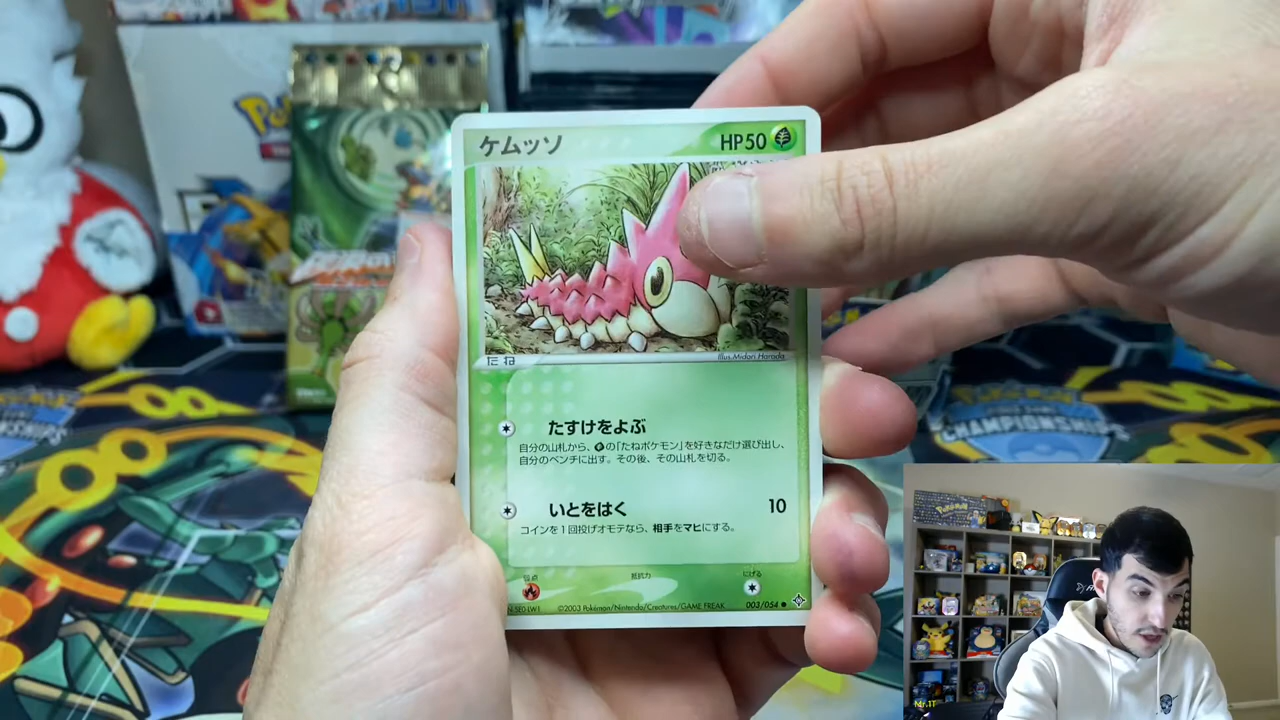 ケムッソ HP50
たね Illus. Midori Harada
たすけをよぶ
自分の山札から、の「たねポケモン」を好きなだけ選び出し、
自分のベンチに出す。その後、その山札を切る。
いとをはく 10
コインを1回投げオモテなら、相手をマヒにする。
弱点 抵抗力 にげる
©2003 Pokémon/Nintendo/Creatures/GAME FREAK 003/054
CHAMPIONSHIPS
Mr.1T